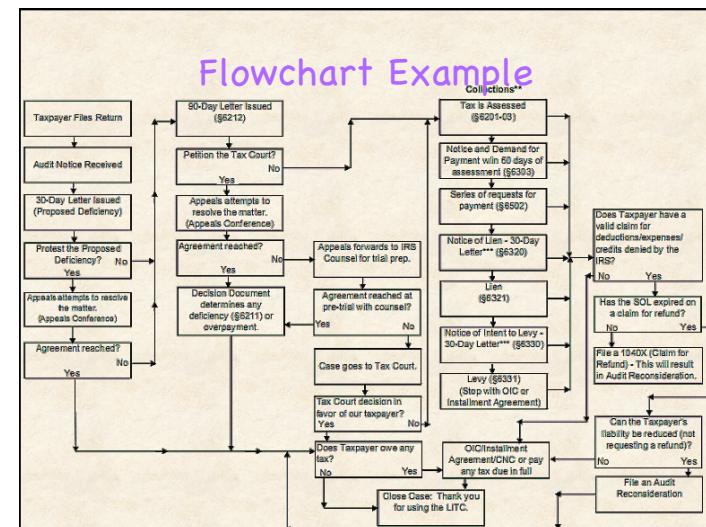 Flowchart Example
Taxpayer Files Return
Audit Notice Received
30-Day Letter Issued
(Proposed Deficiency)
Protest the Proposed
Deficiency?
No
Yes
Appeals attempts to resolve
the matter.
(Appeals Conference)
Agreement reached?
No
Yes
90-Day Letter Issued
(§6212)
Petition the Tax Court?
No
Yes
Appeals attempts to
resolve the matter.
(Appeals Conference)
Agreement reached?
No
Yes
Decision Document
determines any
deficiency (§6211) or
overpayment.
Appeals forwards to IRS
Counsel for trial prep.
Agreement reached at
pre-trial with counsel?
Yes
No
Case goes to Tax Court.
Tax Court decision in
favor of our taxpayer?
Yes
No
Does Taxpayer owe any
tax?
No
Yes
Close Case: Thank you
for using the LITC.
Collections**
Tax Is Assessed
(§6201-03)
Notice and Demand for
Payment w/in 60 days of
assessment (§6303)
Series of requests for
payment (§6502)
Notice of Lien - 30-Day
Letter*** (§6320)
Lien
(§6321)
Notice of Intent to Levy -
30-Day Letter*** (§6330)
Levy (§6331)
(Stop with OIC or
Installment Agreement)
OIC/Installment
Agreement/CNC or pay
any tax due in full
Does Taxpayer have a
valid claim for
deductions/expenses/
credits denied by the
IRS?
No
Yes
Has the SOL expired on
a claim for refund?
No
Yes
File a 1040X (Claim for
Refund) - This will result
in Audit Reconsideration.
Can the Taxpayer's
liability be reduced (not
requesting a refund)?
No
Yes
File an Audit
Reconsideration